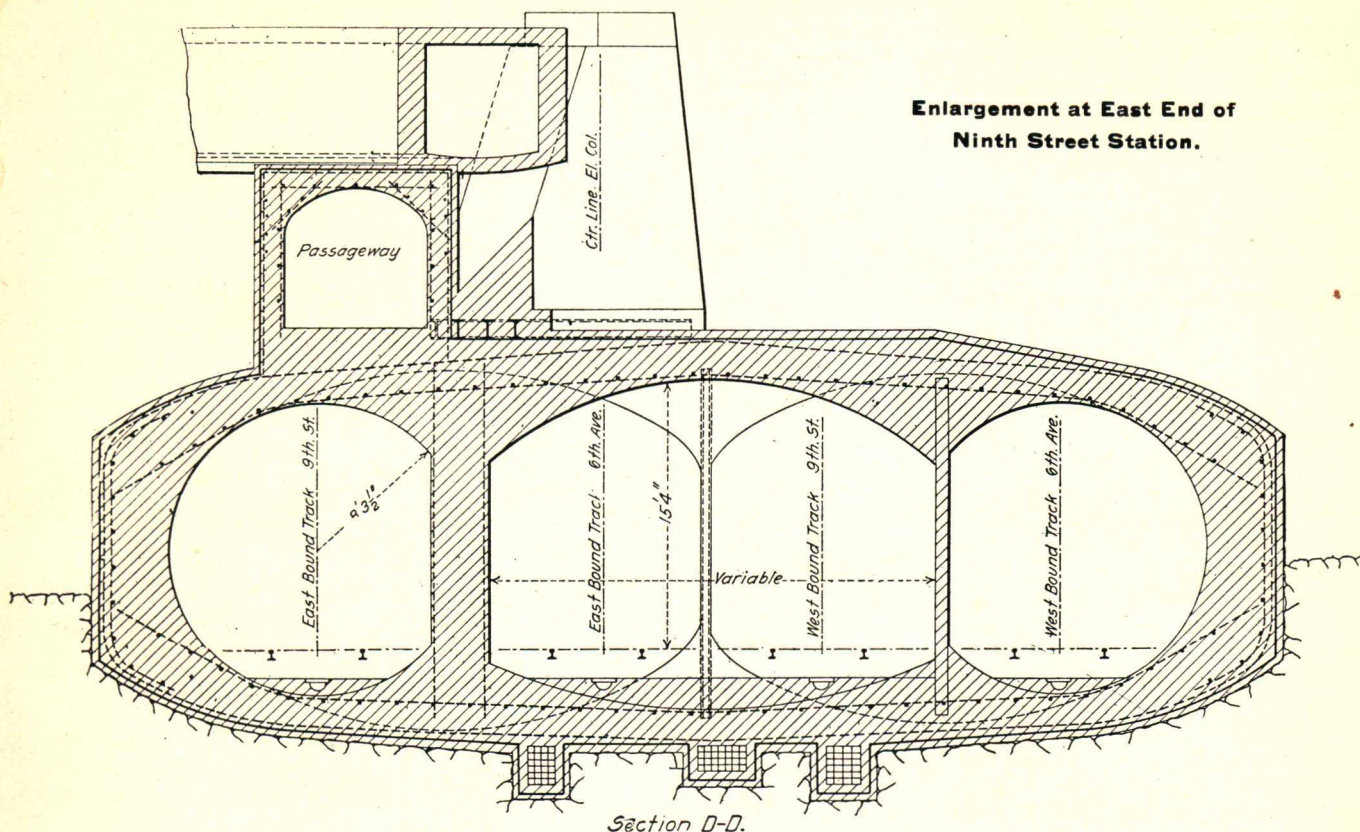 Enlargement at East End of
Ninth Street Station.
Ctr. Line El. Col.
Passageway
East Bound Track 9th. St.
9'3½"
East Bound Track 6th. Ave.
15'4"
Variable
West Bound Track 9th. St.
West Bound Track 6th. Ave.
Section D-D.